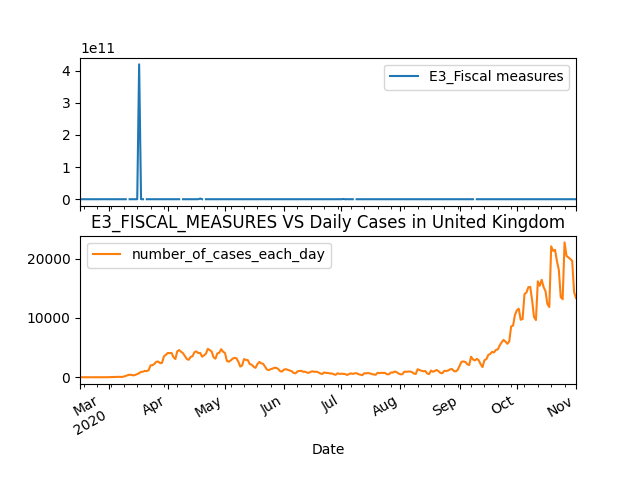 1e11
E3_Fiscal measures
4
3
2
1
0
E3_FISCAL_MEASURES VS Daily Cases in United Kingdom
number_of_cases_each_day
20000
10000
0
Mar
2020
Apr
May
Jun
Jul
Aug
Sep
Oct
Nov
Date